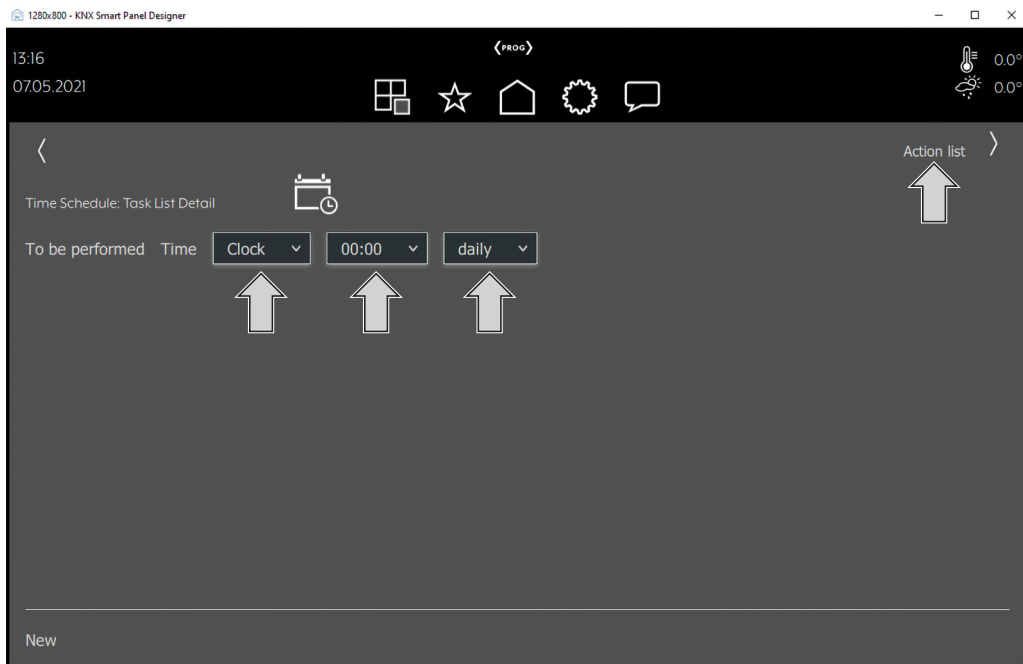 1280x800 - KNX Smart Panel Designer
13:16
PROG
0.0°
07.05.2021
0.0°
Action list
Time Schedule: Task List Detail
To be performed Time Clock 00:00 daily
New